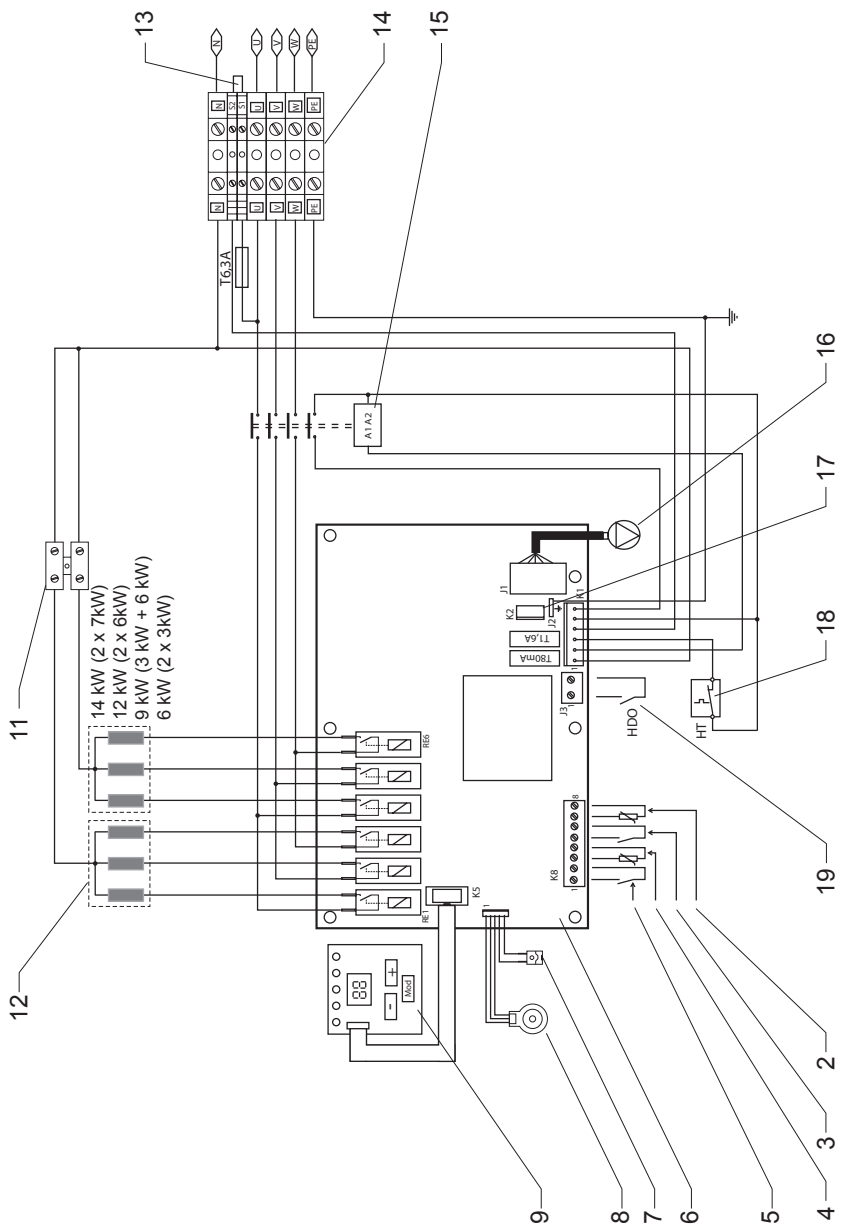 11
14 kW (2 x 7kW)
12 kW (2 x 6kW)
9 kW (3 kW + 6 kW)
6 kW (2 x 3kW)
12
13
14
15
N
U
V
W
PE
N
S2
S1
U
V
W
PE
N
U
V
W
PE
T6,3A
A1 A2
16
17
18
19
J1
K2
J2
K1
T1,6A
T80mA
1
J3
1
HDO
HT
RE6
RE1
K5
K8
1
8
1
88
-
+
Mod
9
8
7
6
5
4
3
2